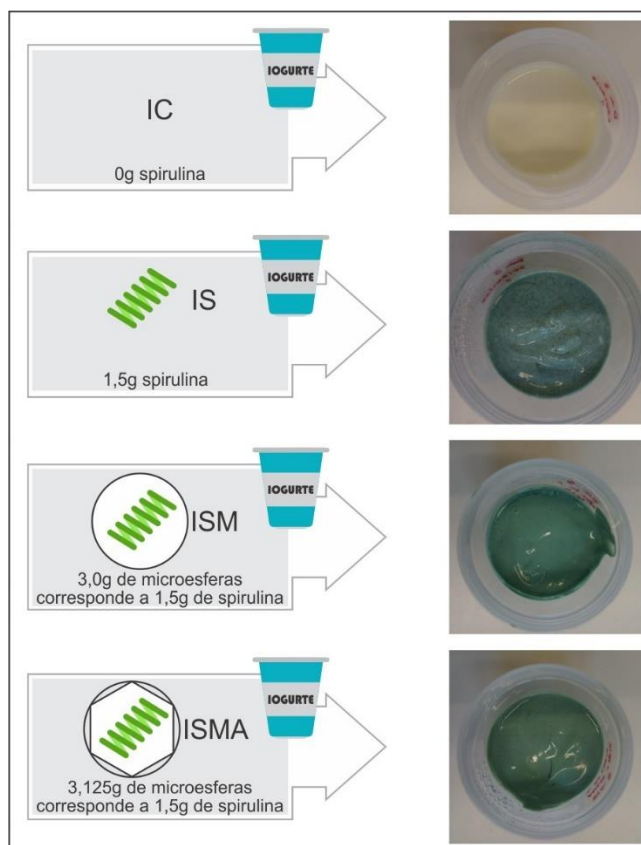 IOGURTE
IC
0g spirulina
IOGURTE
IS
1,5g spirulina
IOGURTE
ISM
3,0g de microesferas
corresponde a 1,5g de spirulina
IOGURTE
ISMA
3,125g de microesferas
corresponde a 1,5g de spirulina